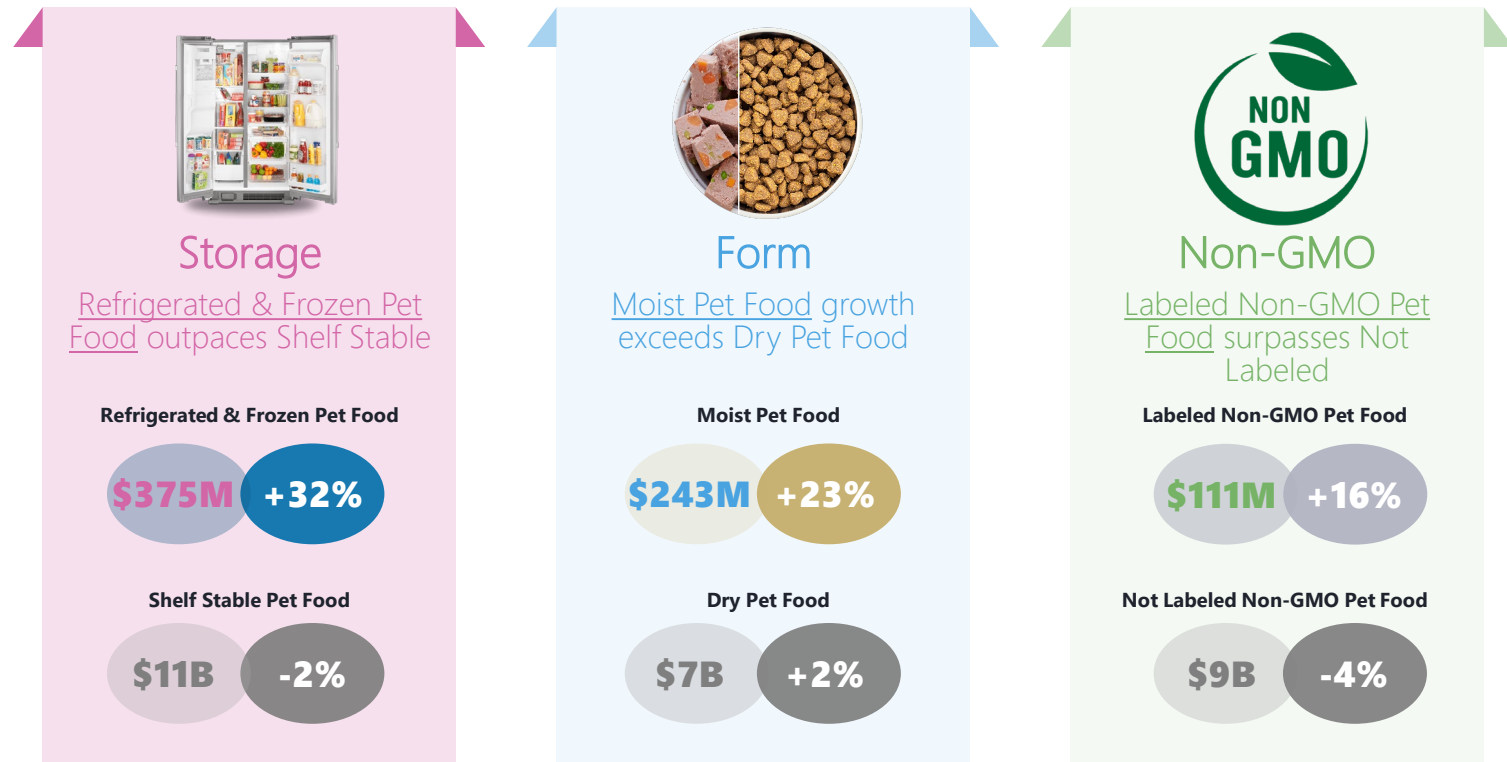 Storage
Refrigerated & Frozen Pet
Food outpaces Shelf Stable
Refrigerated & Frozen Pet Food
$375M +32%
Shelf Stable Pet Food
$11B -2%
Form
Moist Pet Food growth
exceeds Dry Pet Food
Moist Pet Food
$243M +23%
Dry Pet Food
$7B +2%
NON
GMO
Non-GMO
Labeled Non-GMO Pet
Food surpasses Not
Labeled
Labeled Non-GMO Pet Food
$111M +16%
Not Labeled Non-GMO Pet Food
$9B -4%